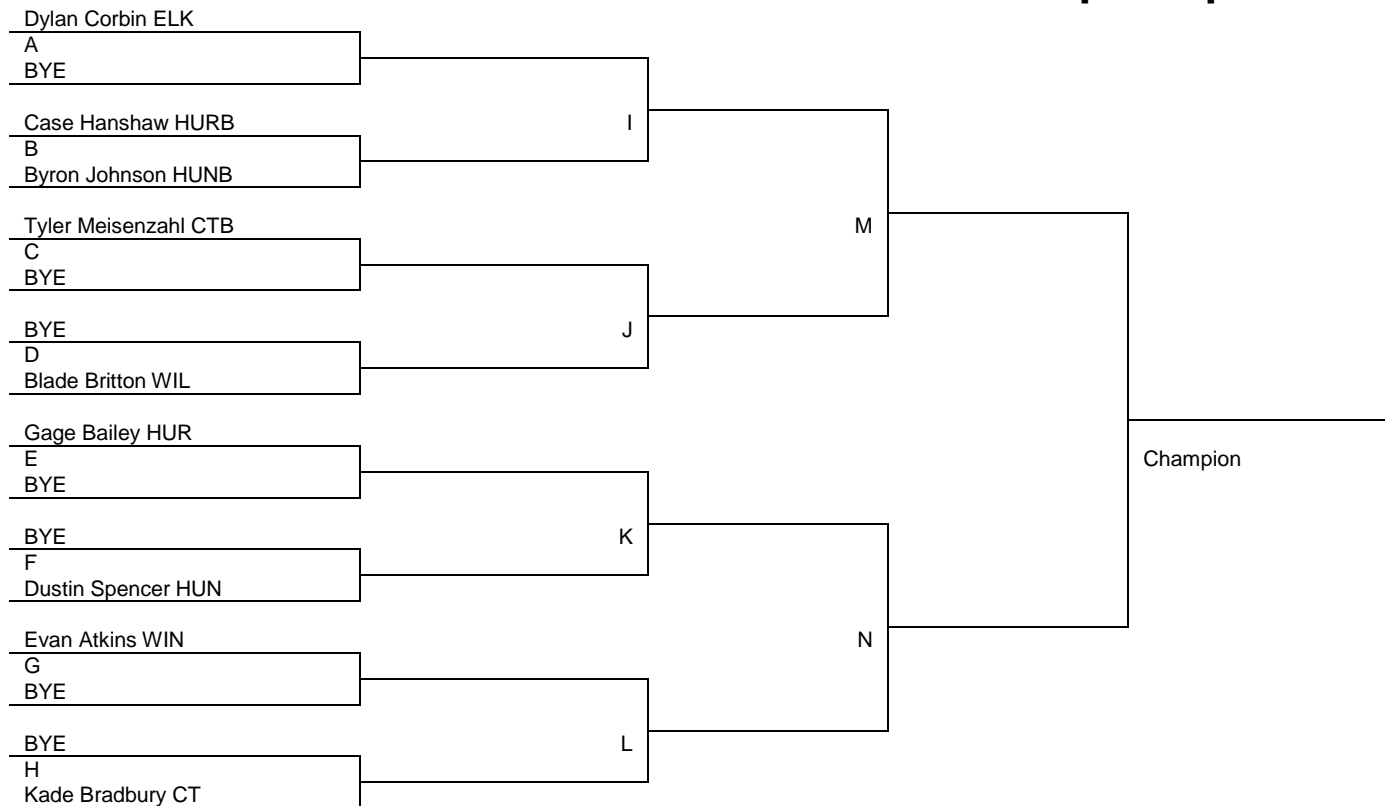 Dylan Corbin ELK
A
BYE
Case Hanshaw HURB
I
B
Byron Johnson HUNB
Tyler Meisenzahl CTB
M
C
BYE
BYE
J
D
Blade Britton WIL
Gage Bailey HUR
E
Champion
BYE
BYE
K
F
Dustin Spencer HUN
Evan Atkins WIN
N
G
BYE
BYE
L
H
Kade Bradbury CT